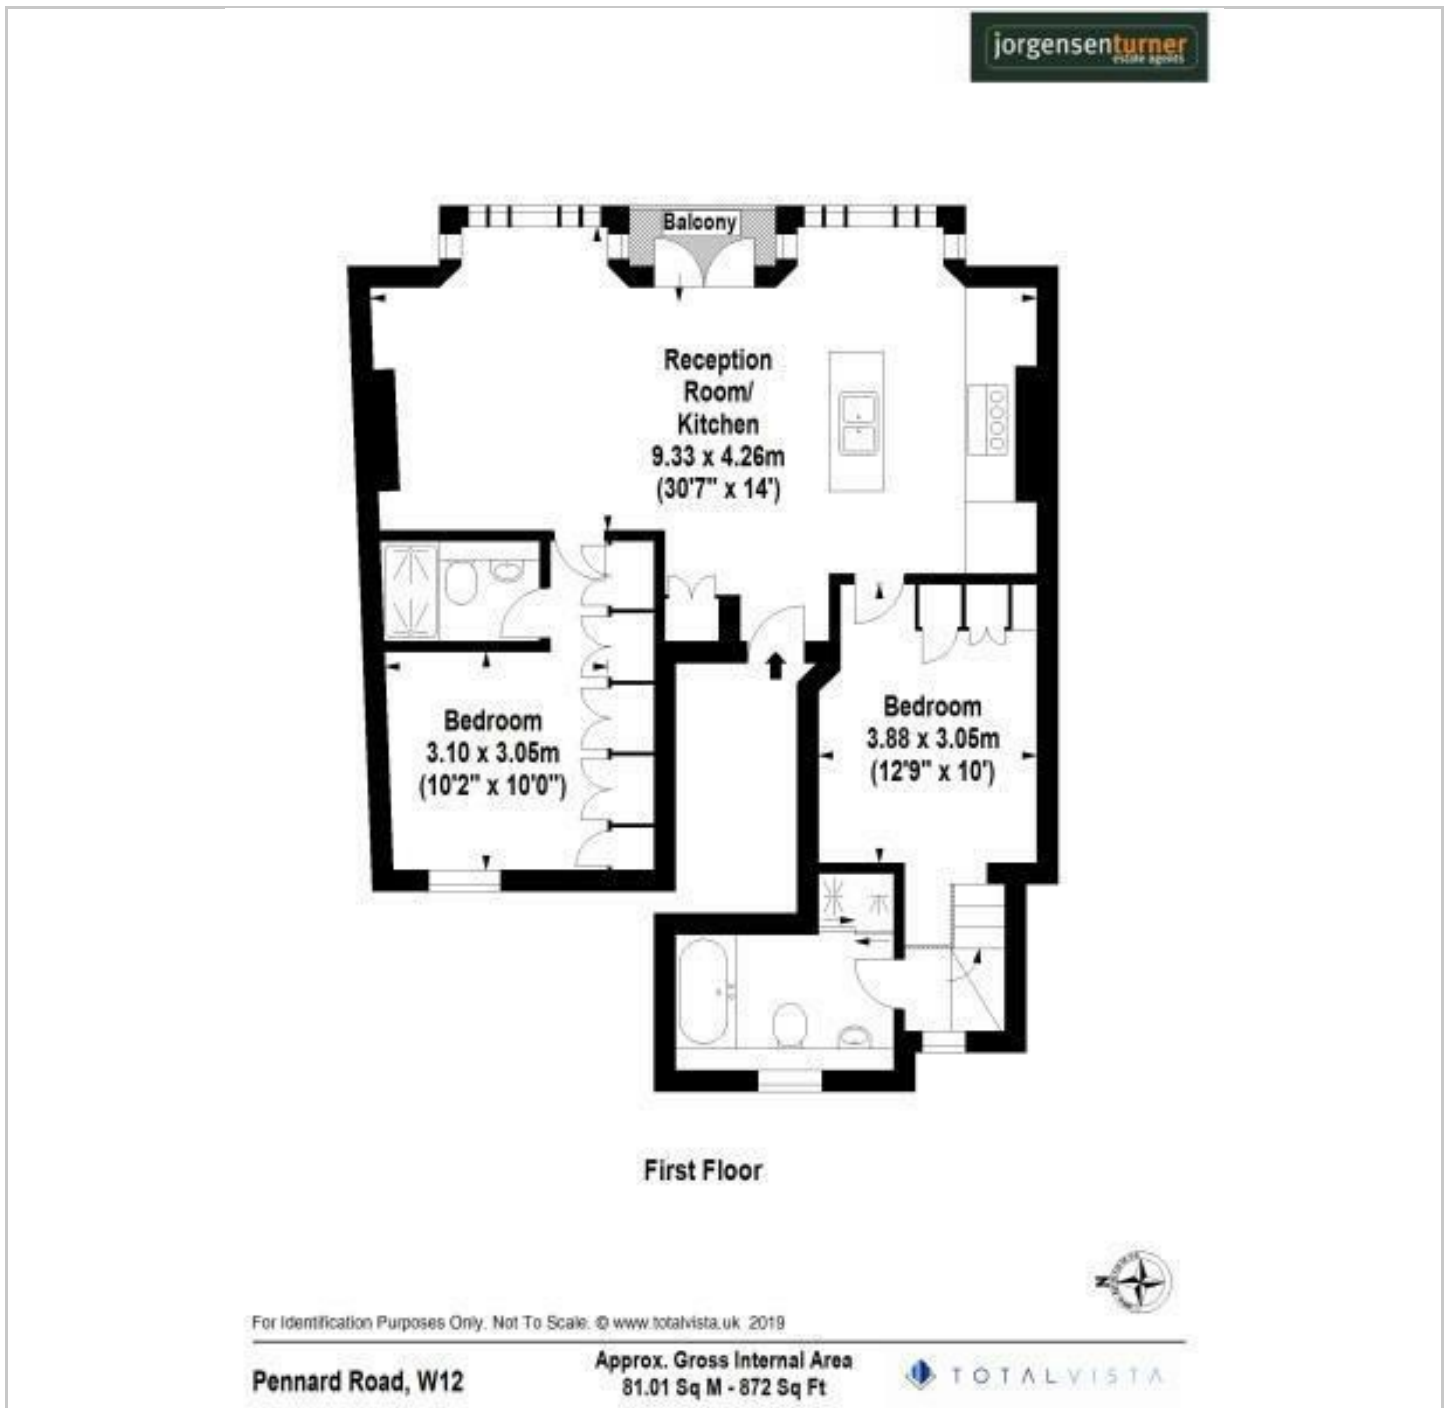 jorgensenturner
estate agents
Balcony
Reception
Room/
Kitchen
9.33 x 4.26m
(30'7" x 14')
Bedroom
3.10 x 3.05m
(10'2" x 10'0")
Bedroom
3.88 x 3.05m
(12'9" x 10')
First Floor
N
For Identification Purposes Only. Not To Scale. © www.totalvista.uk 2019
Pennard Road, W12
Approx. Gross Internal Area
81.01 Sq M - 872 Sq Ft
TOTALVISTA